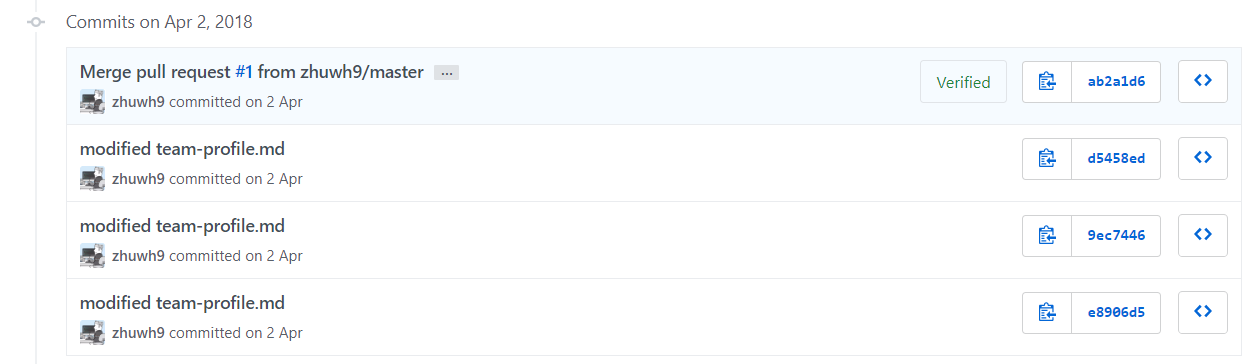 Commits on Apr 2, 2018
Merge pull request #1 from zhuwh9/master ...
zhuwh9 committed on 2 Apr
Verified
ab2a1d6
modified team-profile.md
zhuwh9 committed on 2 Apr
d5458ed
modified team-profile.md
zhuwh9 committed on 2 Apr
9ec7446
modified team-profile.md
zhuwh9 committed on 2 Apr
e8906d5